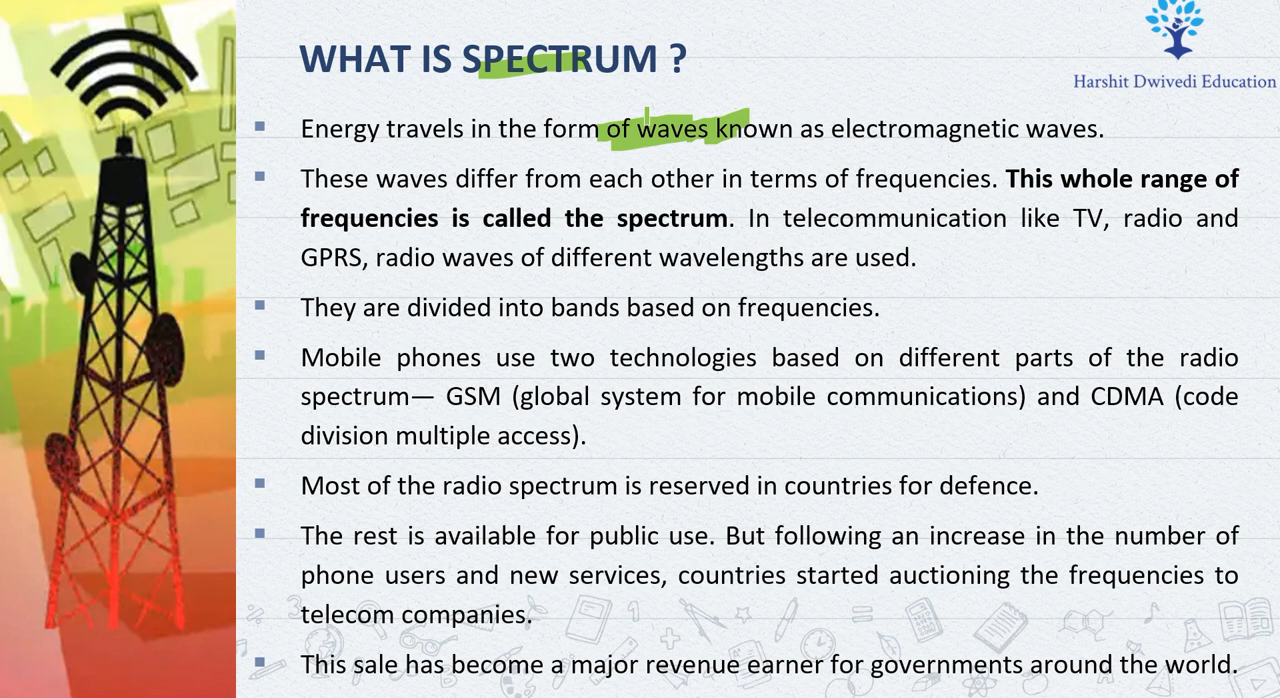 WHAT IS SPECTRUM ?
Harshit Dwivedi Education
▪ Energy travels in the form of waves known as electromagnetic waves.
▪ These waves differ from each other in terms of frequencies. This whole range of
frequencies is called the spectrum. In telecommunication like TV, radio and
GPRS, radio waves of different wavelengths are used.
▪ They are divided into bands based on frequencies.
▪ Mobile phones use two technologies based on different parts of the radio
spectrum— GSM (global system for mobile communications) and CDMA (code
division multiple access).
▪ Most of the radio spectrum is reserved in countries for defence.
▪ The rest is available for public use. But following an increase in the number of
phone users and new services, countries started auctioning the frequencies to
telecom companies.
▪ This sale has become a major revenue earner for governments around the world.